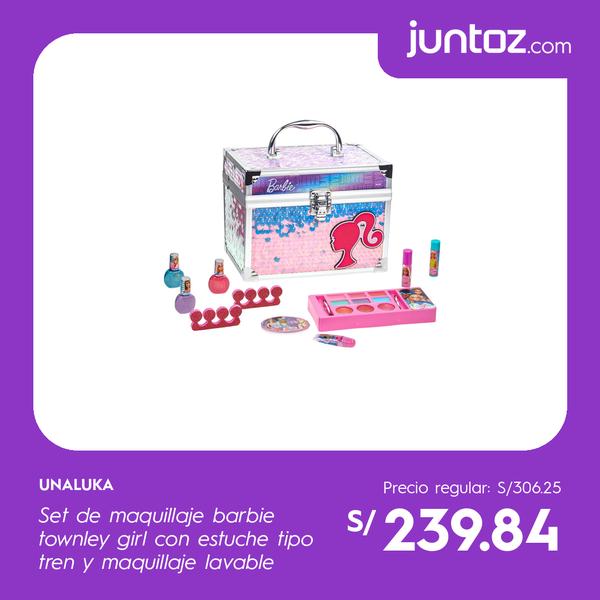 juntoz.com
Barbie
UNALUKA
Set de maquillaje barbie
townley girl con estuche tipo
tren y maquillaje lavable
Precio regular: S/306.25
S/ 239.84